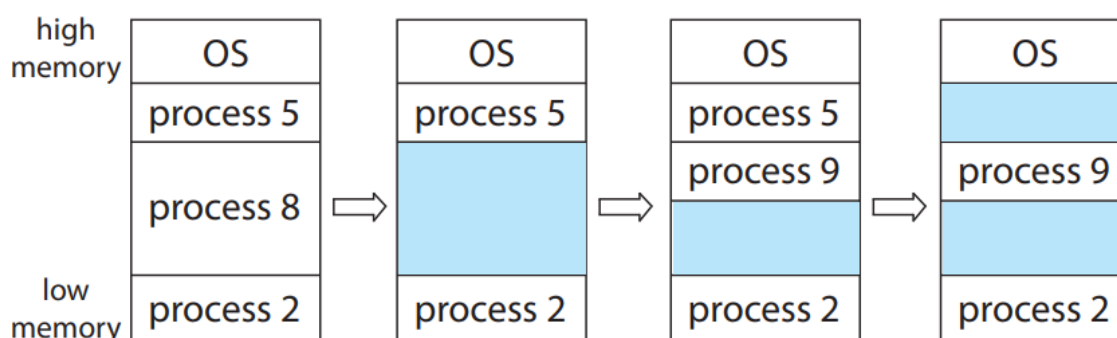 high
memory
OS
process 5
process 8
low
memory
process 2
OS
process 5
process 2
OS
process 5
process 9
process 2
OS
process 9
process 2